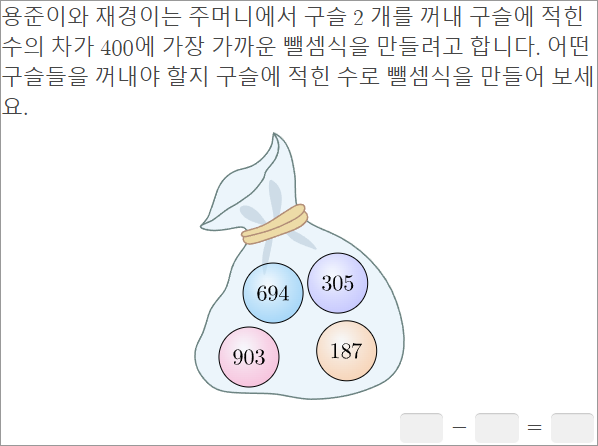 용준이와 재경이는 주머니에서 구슬 2 개를 꺼내 구슬에 적힌
수의 차가 400에 가장 가까운 뺄셈식을 만들려고 합니다. 어떤
구슬들을 꺼내야 할지 구슬에 적힌 수로 뺄셈식을 만들어 보세
요.
694
305
903
187
− =